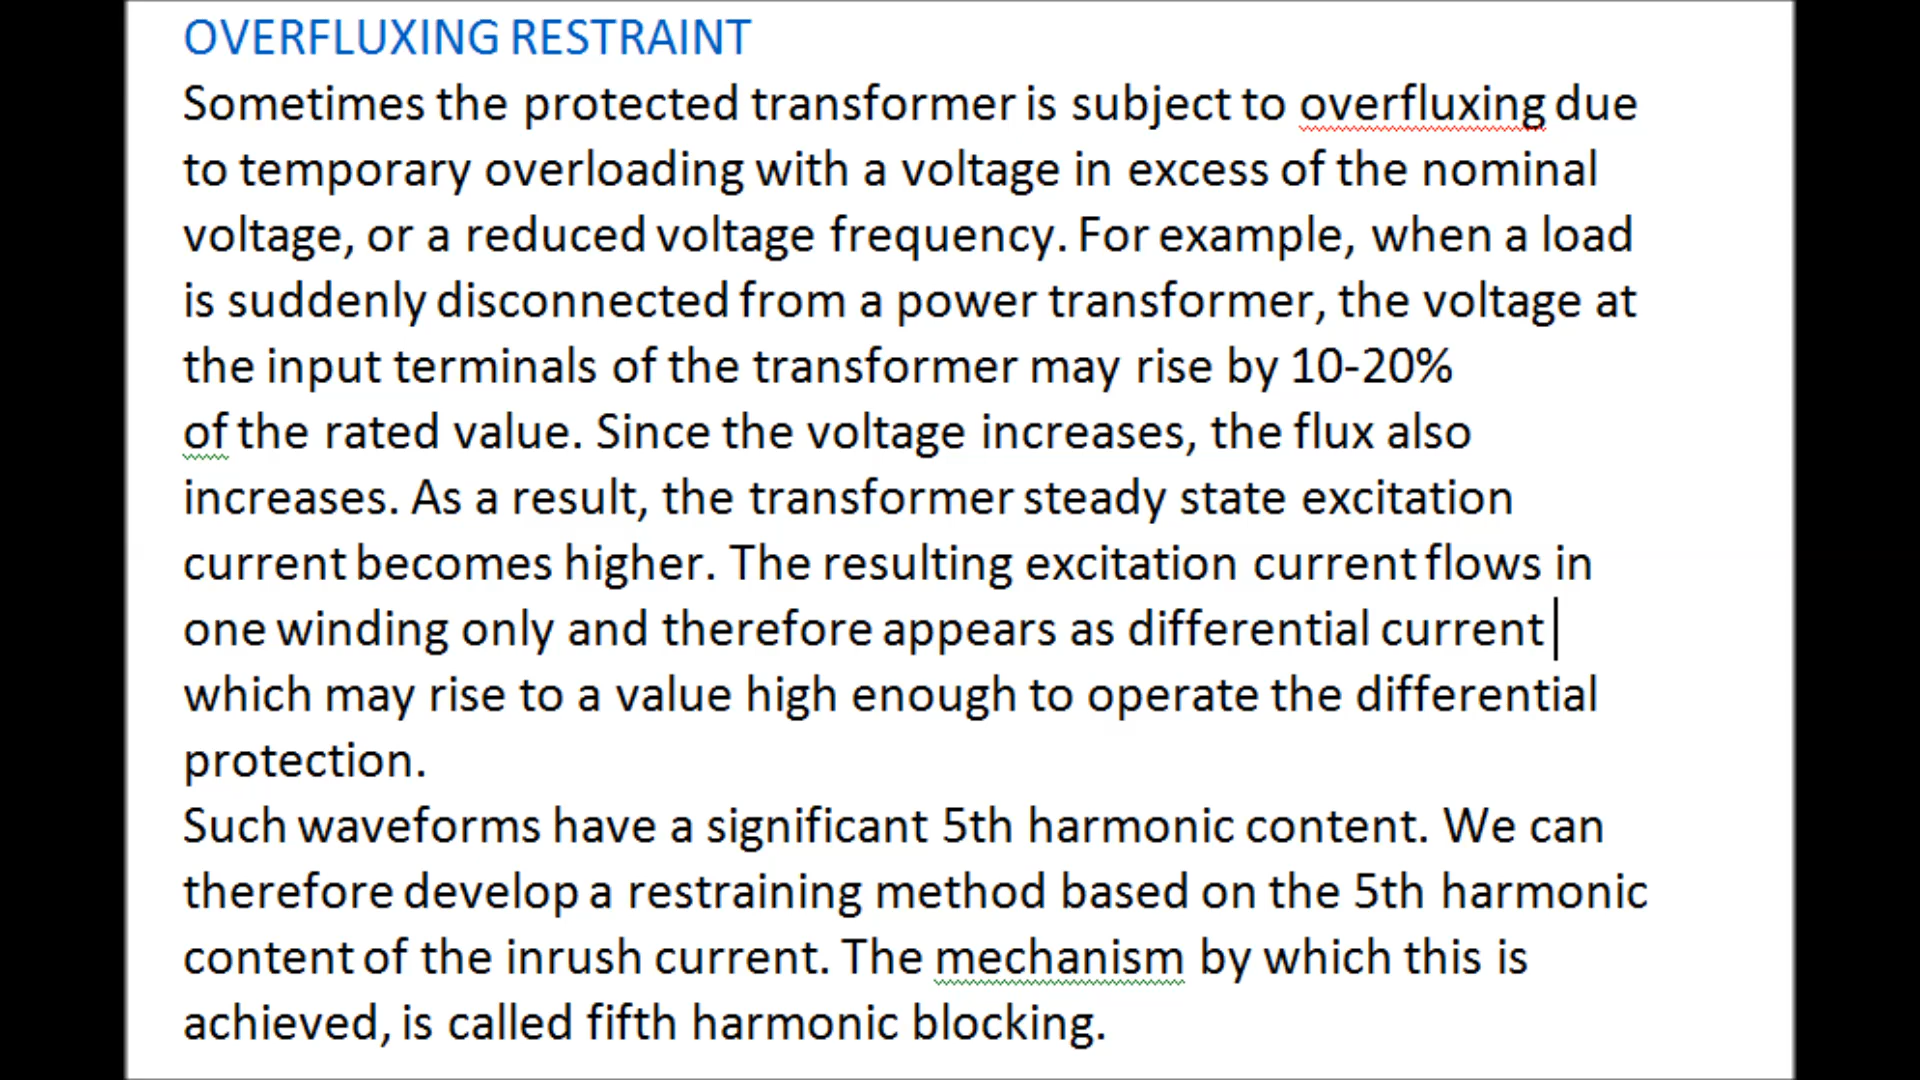 OVERFLUXING RESTRAINT
Sometimes the protected transformer is subject to overfluxing due
to temporary overloading with a voltage in excess of the nominal
voltage, or a reduced voltage frequency. For example, when a load
is suddenly disconnected from a power transformer, the voltage at
the input terminals of the transformer may rise by 10-20%
of the rated value. Since the voltage increases, the flux also
increases. As a result, the transformer steady state excitation
current becomes higher. The resulting excitation current flows in
one winding only and therefore appears as differential current
which may rise to a value high enough to operate the differential
protection.
Such waveforms have a significant 5th harmonic content. We can
therefore develop a restraining method based on the 5th harmonic
content of the inrush current. The mechanism by which this is
achieved, is called fifth harmonic blocking.